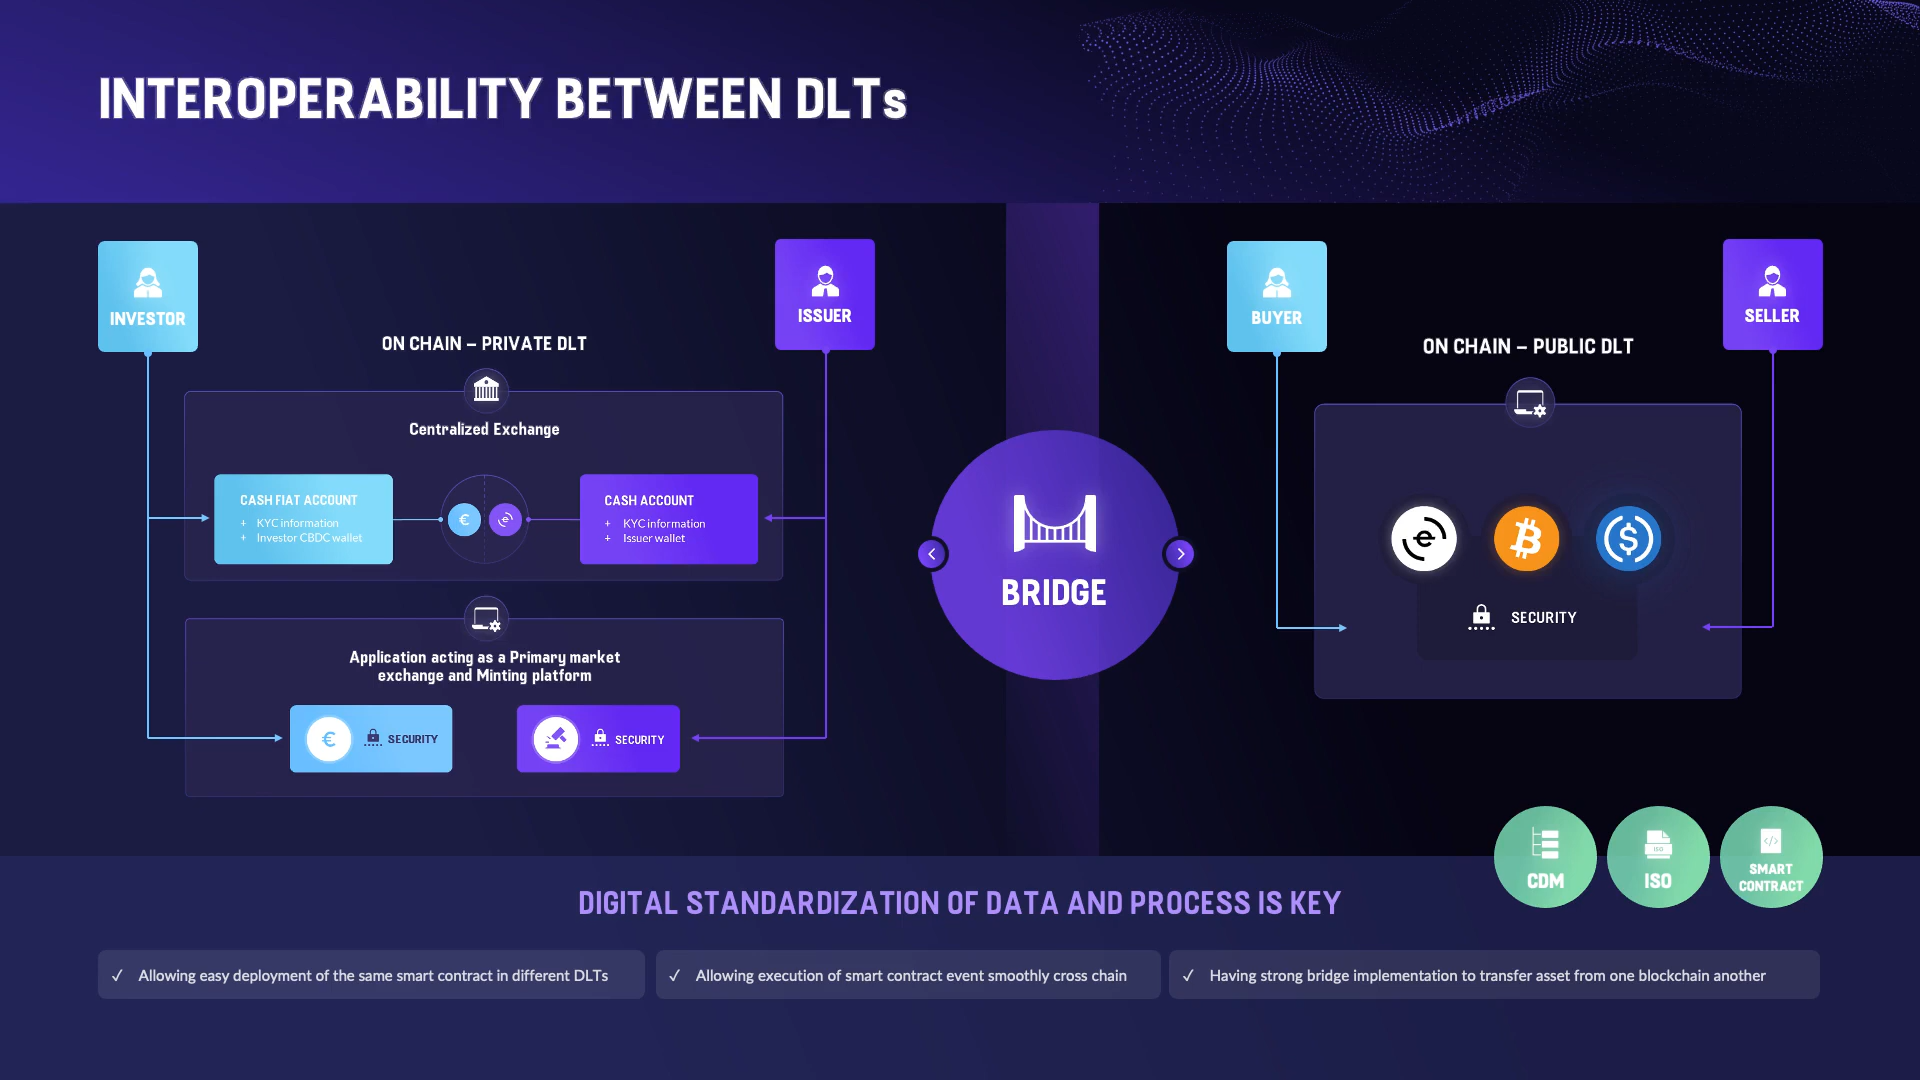 INTEROPERABILITY BETWEEN DLTs
INVESTOR
ISSUER
ON CHAIN – PRIVATE DLT
Centralized Exchange
CASH FIAT ACCOUNT
+ KYC information
+ Investor CBDC wallet
€
CASH ACCOUNT
+ KYC information
+ Issuer wallet
Application acting as a Primary market
exchange and Minting platform
€ SECURITY
SECURITY
BRIDGE
BUYER
SELLER
ON CHAIN – PUBLIC DLT
SECURITY
CDM
ISO
ISO
</>
SMART
CONTRACT
DIGITAL STANDARDIZATION OF DATA AND PROCESS IS KEY
✓ Allowing easy deployment of the same smart contract in different DLTs
✓ Allowing execution of smart contract event smoothly cross chain
✓ Having strong bridge implementation to transfer asset from one blockchain another